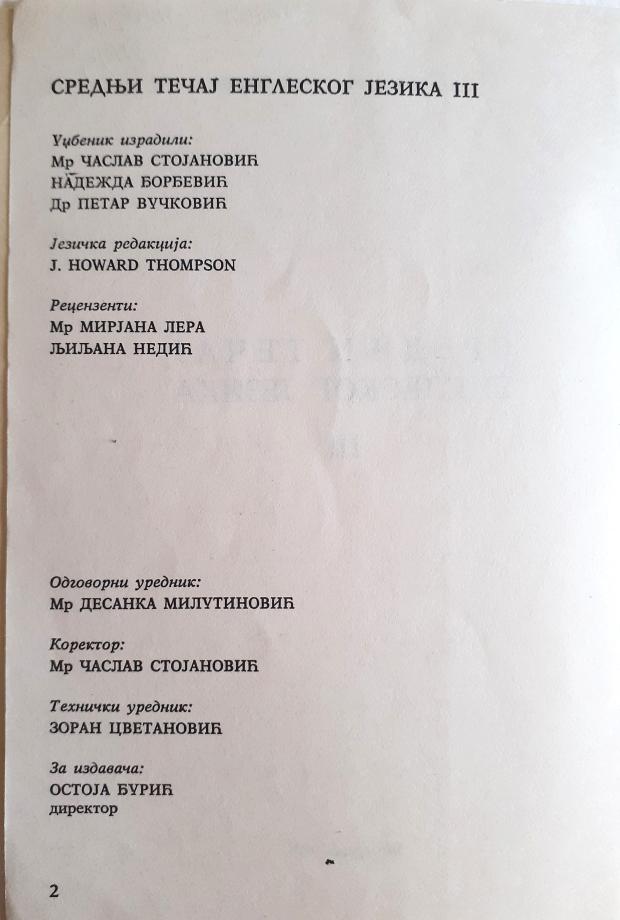 СРЕДЊИ ТЕЧАЈ ЕНГЛЕСКОГ ЈЕЗИКА III
Уџбеник израдили:
Мр ЧАСЛАВ СТОЈАНОВИЋ
НАДЕЖДА ЂОРЂЕВИЋ
Др ПЕТАР ВУЧКОВИЋ
Језичка редакција:
J. HOWARD THOMPSON
Рецензенти:
Мр МИРЈАНА ЛЕРА
ЉИЉАНА НЕДИЋ
Одговорни уредник:
Мр ДЕСАНКА МИЛУТИНОВИЋ
Коректор:
Мр ЧАСЛАВ СТОЈАНОВИЋ
Технички уредник:
ЗОРАН ЦВЕТАНОВИЋ
За издавача:
ОСТОЈА ЂУРИЋ
директор
2